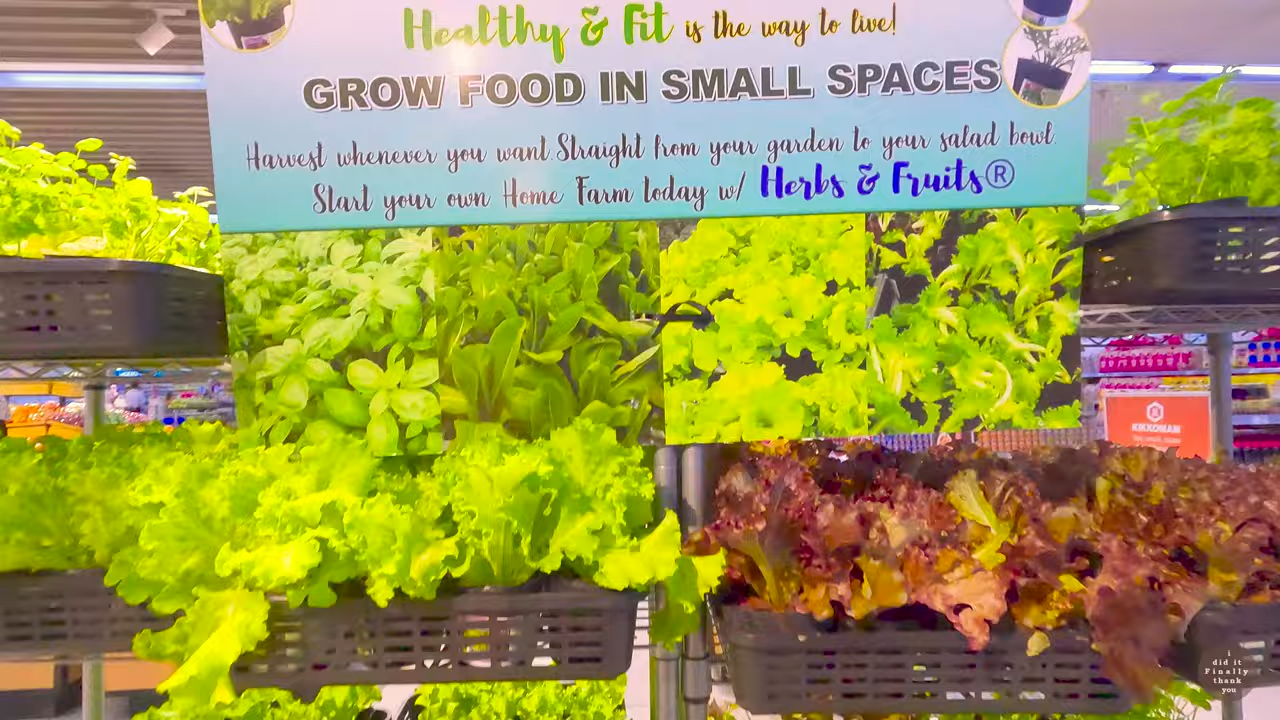 Healthy & Fit is the way to live!
GROW FOOD IN SMALL SPACES
Harvest whenever you want. Straight from your garden to your salad bowl.
Start your own Home Farm today w/ Herbs & Fruits®
KIKKOMAN
i
did it
Finally
thank
you